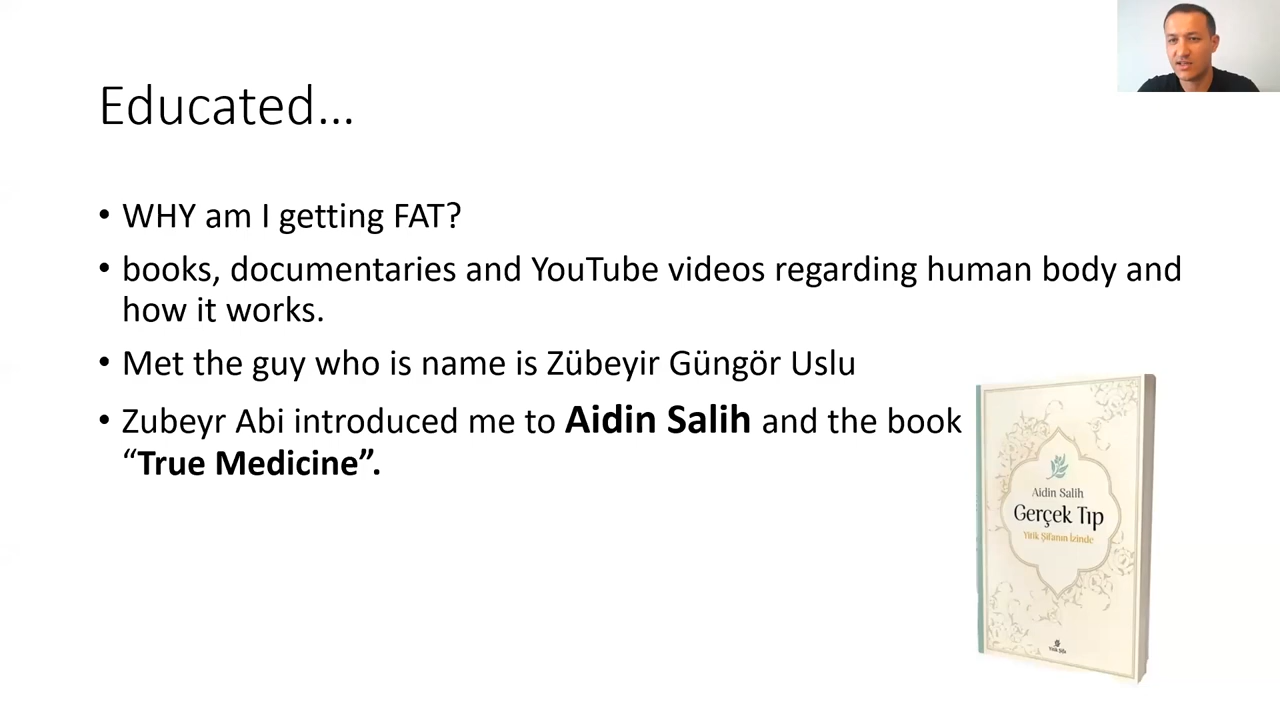 Educated...
• WHY am I getting FAT?
• books, documentaries and YouTube videos regarding human body and
how it works.
• Met the guy who is name is Zübeyir Güngör Uslu
• Zubeyr Abi introduced me to Aidin Salih and the book
“True Medicine”.
Aidin Salih
Gerçek Tıp
Yitik Şifanın İzinde
Yitik Şifa